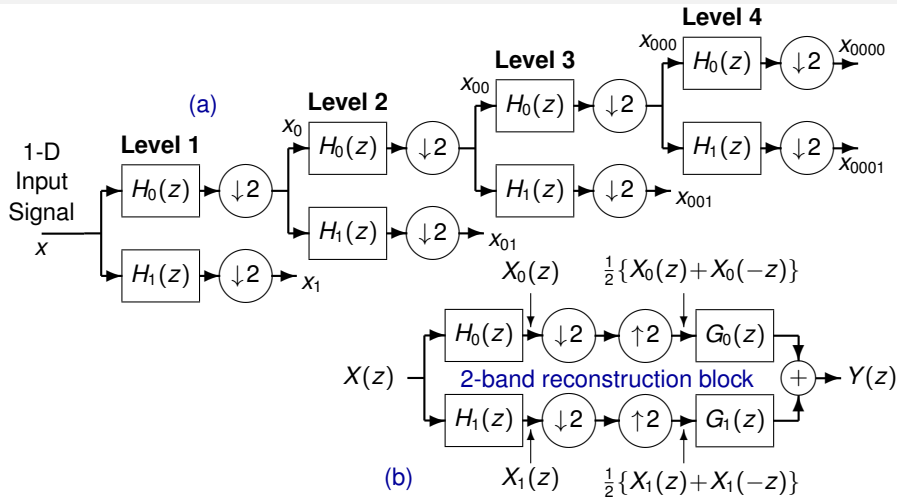 Level 4
x₀₀₀ H₀(z) ↓2 x₀₀₀₀
Level 3
x₀₀ H₀(z) ↓2
(a)
Level 2
x₀ H₀(z) ↓2
H₁(z) ↓2 x₀₀₀₁
Level 1
1-D
Input
Signal
x
H₀(z) ↓2
H₁(z) ↓2 x₀₀₁
H₁(z) ↓2 x₀₁
H₁(z) ↓2 x₁
X₀(z) ½{X₀(z)+X₀(−z)}
H₀(z) ↓2 ↑2 G₀(z)
X(z) 2-band reconstruction block + Y(z)
H₁(z) ↓2 ↑2 G₁(z)
(b) X₁(z) ½{X₁(z)+X₁(−z)}